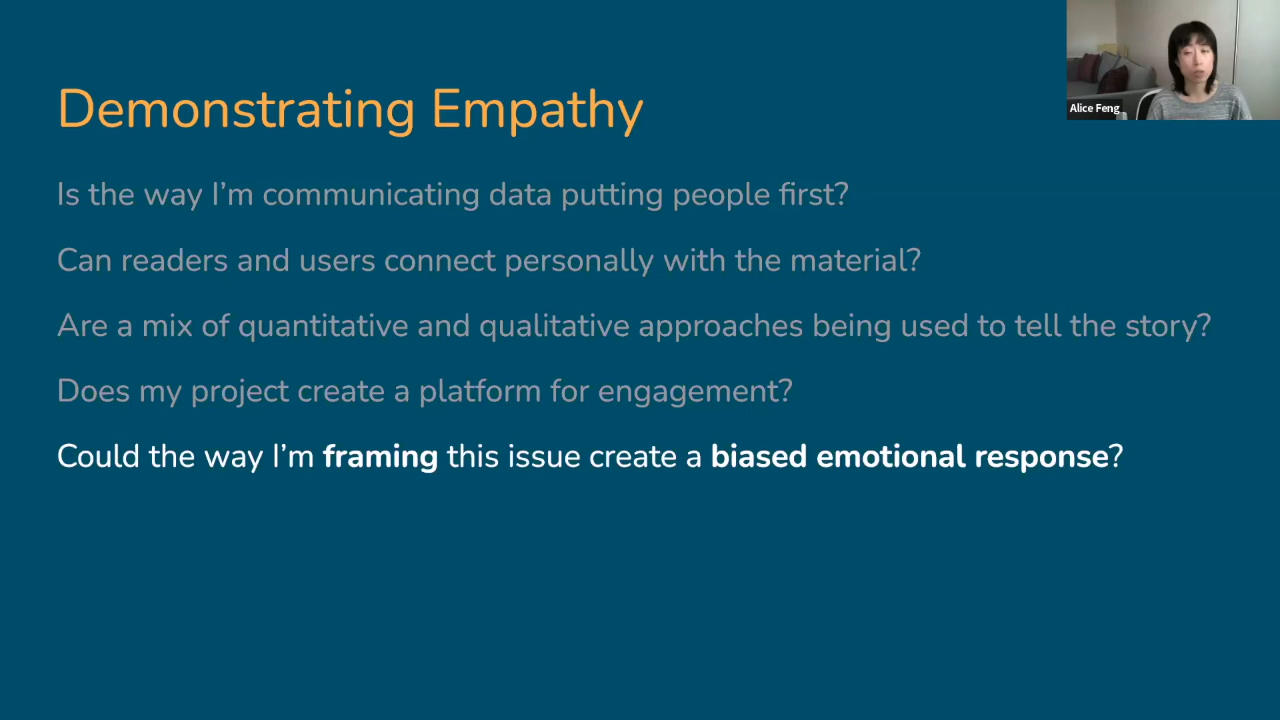 Demonstrating Empathy
Alice Feng
Is the way I'm communicating data putting people first?
Can readers and users connect personally with the material?
Are a mix of quantitative and qualitative approaches being used to tell the story?
Does my project create a platform for engagement?
Could the way I'm framing this issue create a biased emotional response?